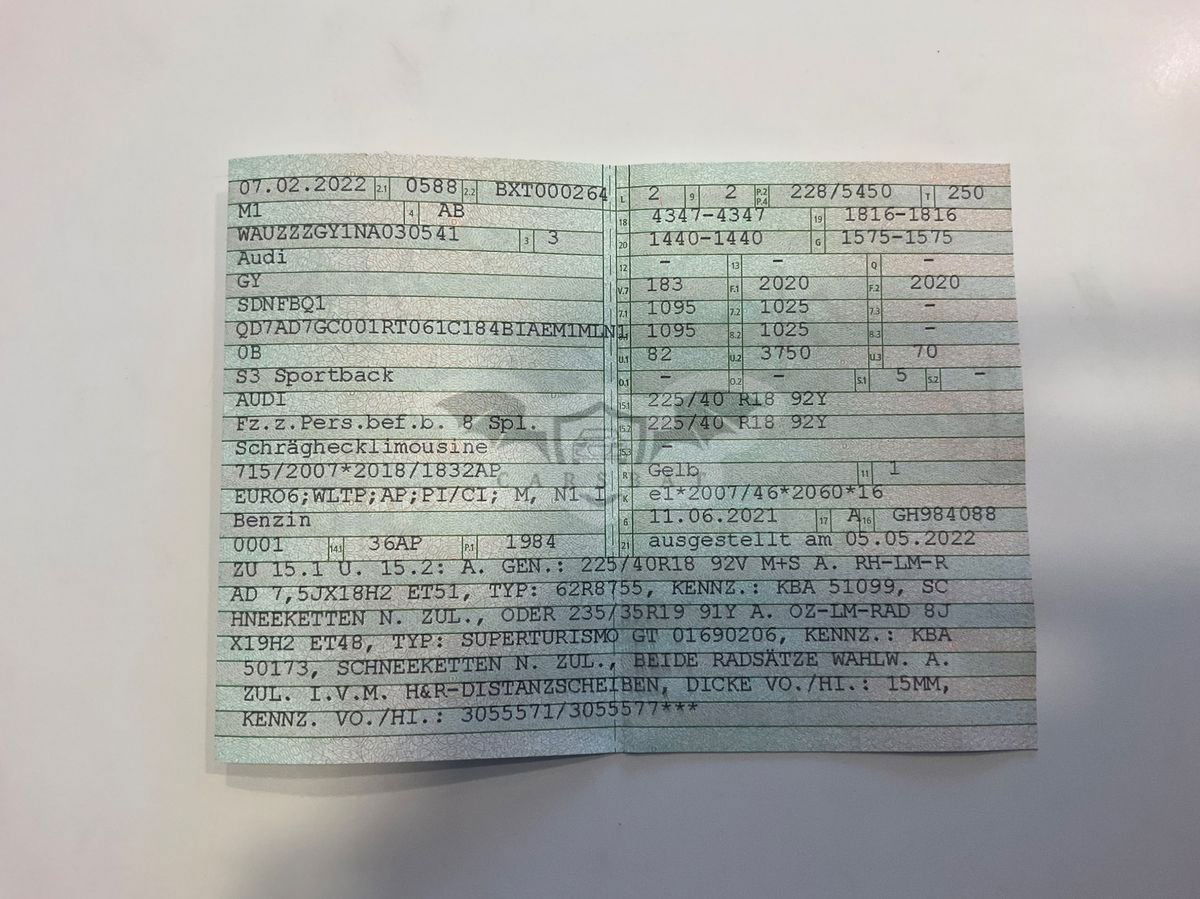 07.02.2022 2.1 0588 2.2 BXT000264
M1 4 AB
WAUZZZGY1NA030541 3 3
Audi
GY
SDNFBQ1
QD7AD7GC001RT061C184BIAEM1MLN1
0B
S3 Sportback
AUDI
Fz.z.Pers.bef.b. 8 Spl.
Schräghecklimousine
715/2007*2018/1832AP
EURO6;WLTP;AP;PI/CI; M, N1 I
Benzin
0001 14.1 36AP P.1 1984
L 2 9 2 P.2 P.4 228/5450 T 250
18 4347-4347 19 1816-1816
20 1440-1440 G 1575-1575
12 - 13 - Q -
V.7 183 F.1 2020 F.2 2020
7.1 1095 7.2 1025 7.3 -
8.1 1095 8.2 1025 8.3 -
U.1 82 U.2 3750 U.3 70
O.1 - O.2 - S.1 5 S.2 -
15.1 225/40 R18 92Y
15.2 225/40 R18 92Y
15.3 -
R Gelb 11 1
K e1*2007/46*2060*16
6 11.06.2021 17 A 16 GH984088
21 ausgestellt am 05.05.2022
ZU 15.1 U. 15.2: A. GEN.: 225/40R18 92V M+S A. RH-LM-R
AD 7,5JX18H2 ET51, TYP: 62R8755, KENNZ.: KBA 51099, SC
HNEEKETTEN N. ZUL., ODER 235/35R19 91Y A. OZ-LM-RAD 8J
X19H2 ET48, TYP: SUPERTURISMO GT 01690206, KENNZ.: KBA
50173, SCHNEEKETTEN N. ZUL., BEIDE RADSÄTZE WAHLW. A.
ZUL. I.V.M. H&R-DISTANZSCHEIBEN, DICKE VO./HI.: 15MM,
KENNZ. VO./HI.: 3055571/3055577***
CARSBAT